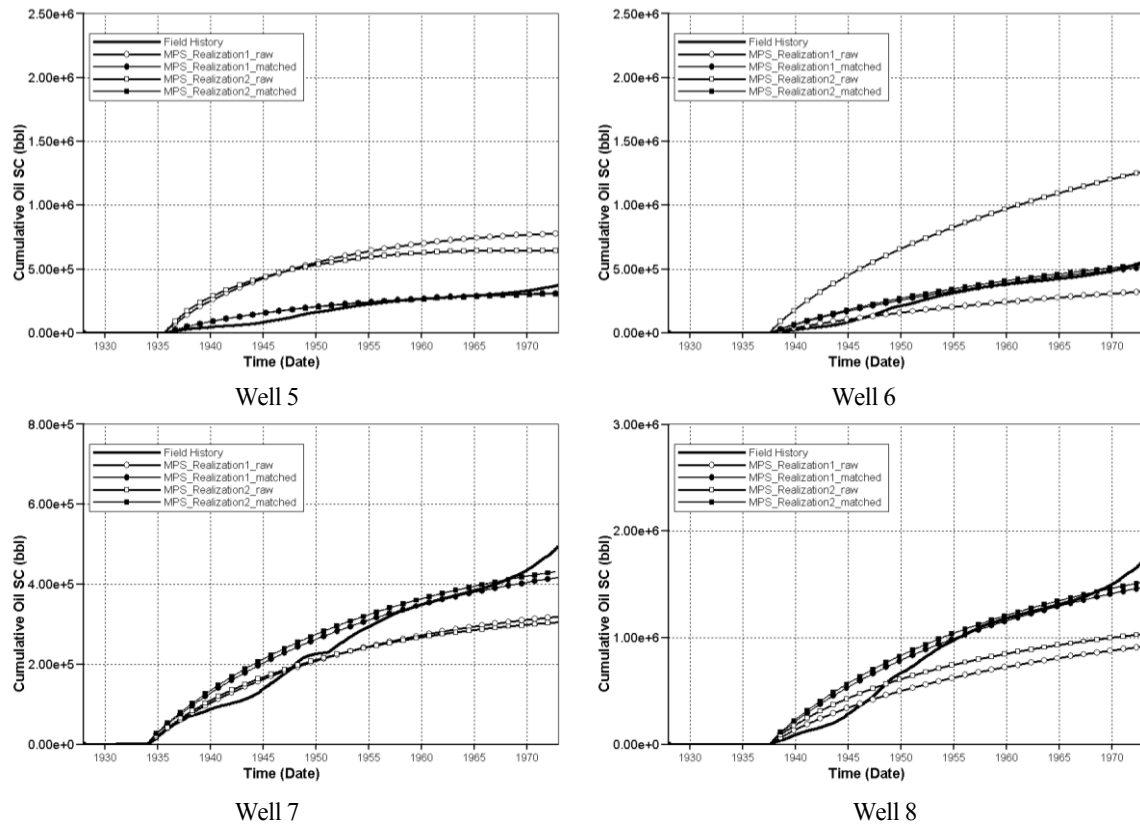 2.50e+6
2.00e+6
1.50e+6
1.00e+6
5.00e+5
0.00e+0
Cumulative Oil SC (bbl)
Field History
MPS_Realization1_raw
MPS_Realization1_matched
MPS_Realization2_raw
MPS_Realization2_matched
1930 1935 1940 1945 1950 1955 1960 1965 1970
Time (Date)
Well 5
2.50e+6
2.00e+6
1.50e+6
1.00e+6
5.00e+5
0.00e+0
Cumulative Oil SC (bbl)
Field History
MPS_Realization1_raw
MPS_Realization1_matched
MPS_Realization2_raw
MPS_Realization2_matched
1930 1935 1940 1945 1950 1955 1960 1965 1970
Time (Date)
Well 6
8.00e+5
6.00e+5
4.00e+5
2.00e+5
0.00e+0
Cumulative Oil SC (bbl)
Field History
MPS_Realization1_raw
MPS_Realization1_matched
MPS_Realization2_raw
MPS_Realization2_matched
1930 1935 1940 1945 1950 1955 1960 1965 1970
Time (Date)
Well 7
3.00e+6
2.00e+6
1.00e+6
0.00e+0
Cumulative Oil SC (bbl)
Field History
MPS_Realization1_raw
MPS_Realization1_matched
MPS_Realization2_raw
MPS_Realization2_matched
1930 1935 1940 1945 1950 1955 1960 1965 1970
Time (Date)
Well 8